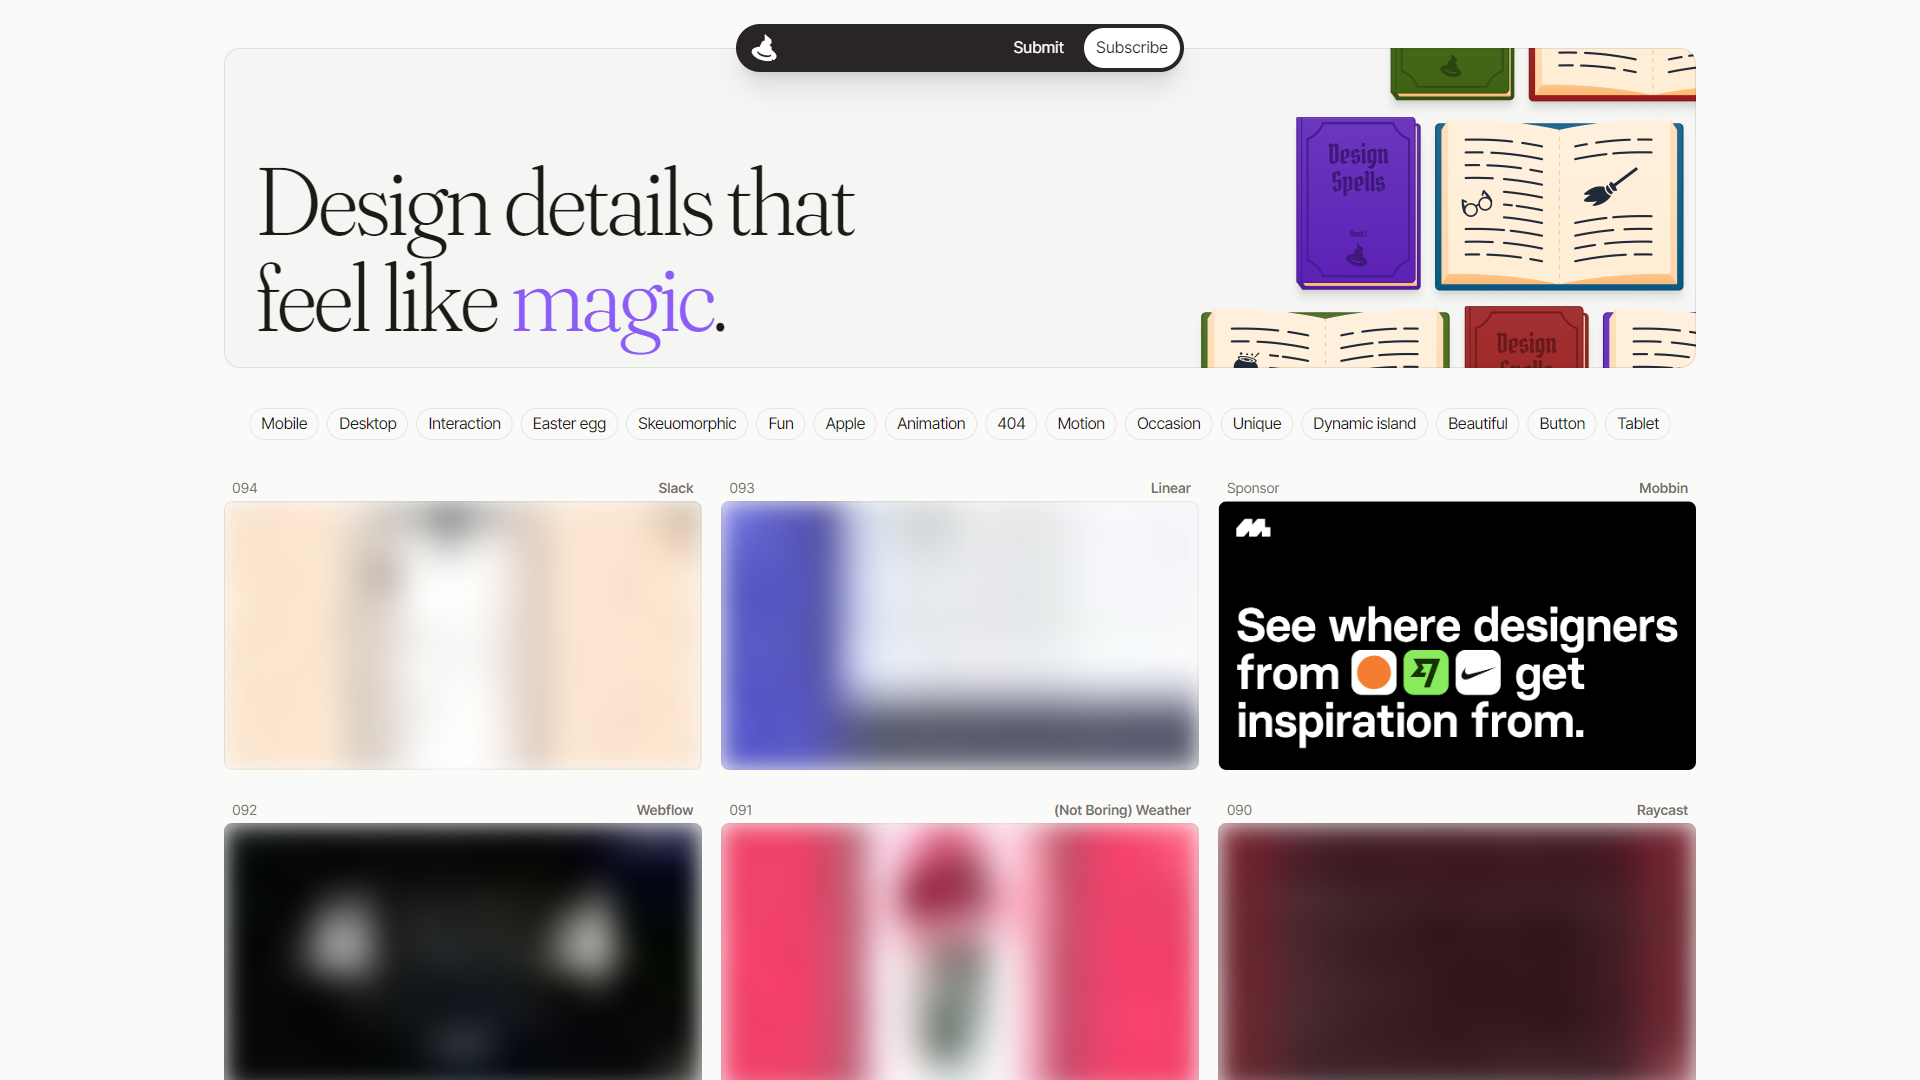 Submit
Subscribe
Design details that
feel like magic.
Design
Spells
Book 1
Design
Mobile
Desktop
Interaction
Easter egg
Skeuomorphic
Fun
Apple
Animation
404
Motion
Occasion
Unique
Dynamic island
Beautiful
Button
Tablet
094
Slack
093
Linear
Sponsor
Mobbin
See where designers
from get
inspiration from.
092
Webflow
091
(Not Boring) Weather
090
Raycast